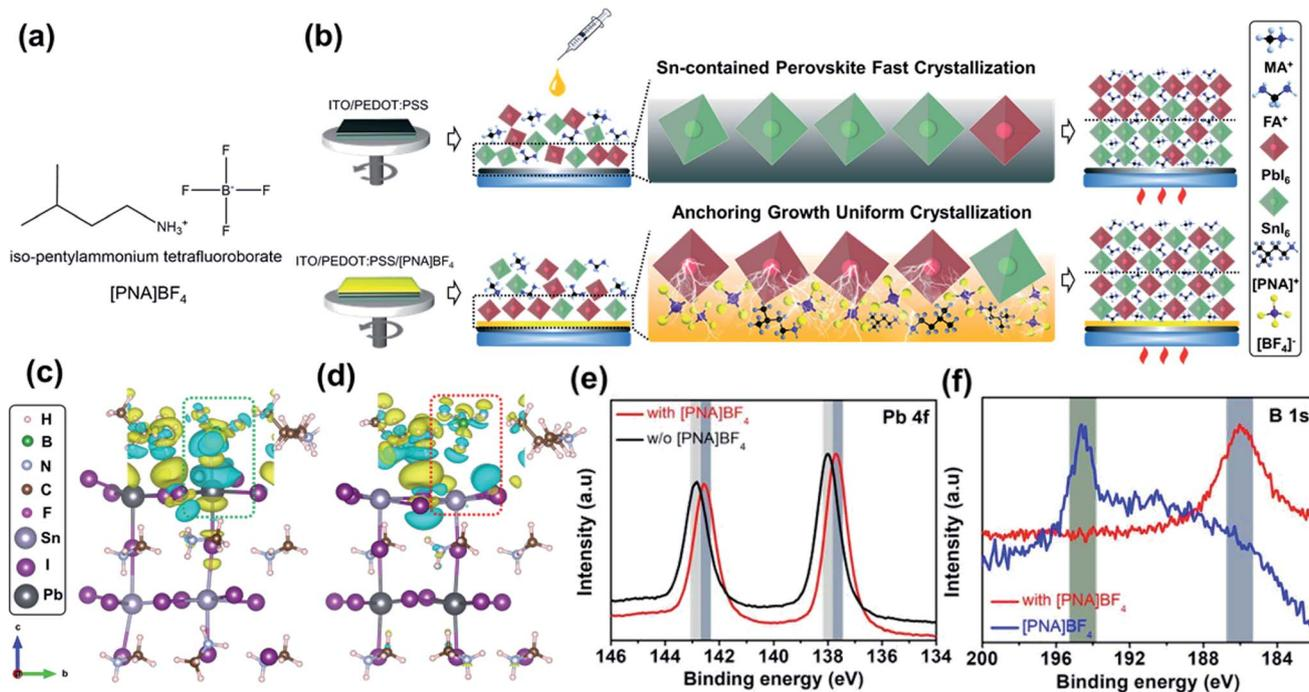 (a)
F
F
B-
F
F
NH3+
iso-pentylammonium tetrafluoroborate
[PNA]BF4
(b)
ITO/PEDOT:PSS
Sn-contained Perovskite Fast Crystallization
ITO/PEDOT:PSS/[PNA]BF4
Anchoring Growth Uniform Crystallization
MA+
FA+
PbI6
SnI6
[PNA]+
[BF4]-
(c)
H
B
N
C
F
Sn
I
Pb
c
b
(d)
(e)
with [PNA]BF4
w/o [PNA]BF4
Pb 4f
Intensity (a.u)
146 144 142 140 138 136 134
Binding energy (eV)
(f)
B 1s
Intensity (a.u)
with [PNA]BF4
[PNA]BF4
200 196 192 188 184
Binding energy (eV)